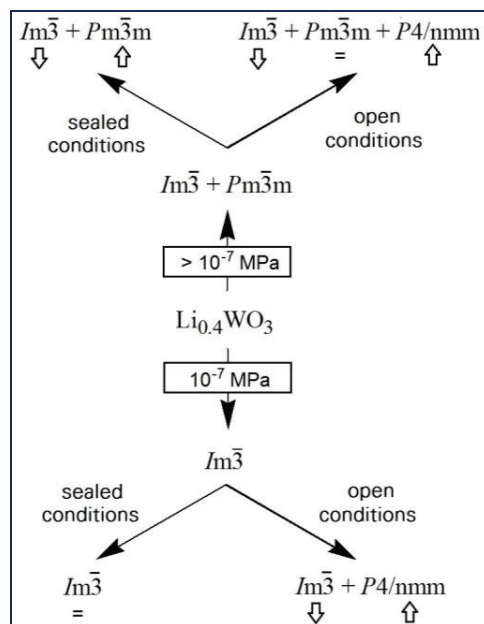 Im3̅ + Pm3̅m
⇩ ⇧
Im3̅ + Pm3̅m + P4/nmm
⇩ = ⇧
sealed
conditions
open
conditions
Im3̅ + Pm3̅m
> 10⁻⁷ MPa
Li₀.₄WO₃
10⁻⁷ MPa
Im3̅
sealed
conditions
open
conditions
Im3̅
=
Im3̅ + P4/nmm
⇩ ⇧